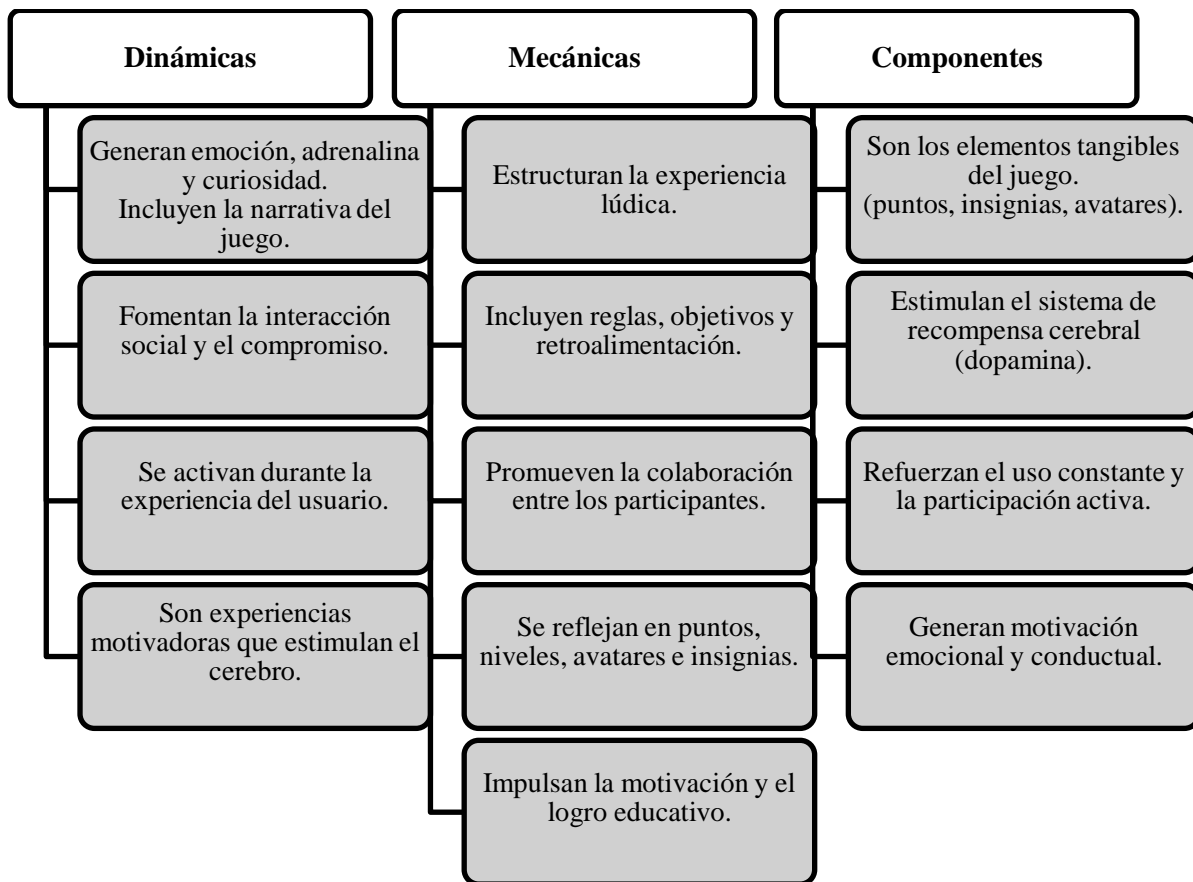 Dinámicas
Generan emoción, adrenalina
y curiosidad.
Incluyen la narrativa del
juego.
Fomentan la interacción
social y el compromiso.
Se activan durante la
experiencia del usuario.
Son experiencias
motivadoras que estimulan el
cerebro.
Mecánicas
Estructuran la experiencia
lúdica.
Incluyen reglas, objetivos y
retroalimentación.
Promueven la colaboración
entre los participantes.
Se reflejan en puntos,
niveles, avatares e insignias.
Impulsan la motivación y el
logro educativo.
Componentes
Son los elementos tangibles
del juego.
(puntos, insignias, avatares).
Estimulan el sistema de
recompensa cerebral
(dopamina).
Refuerzan el uso constante y
la participación activa.
Generan motivación
emocional y conductual.